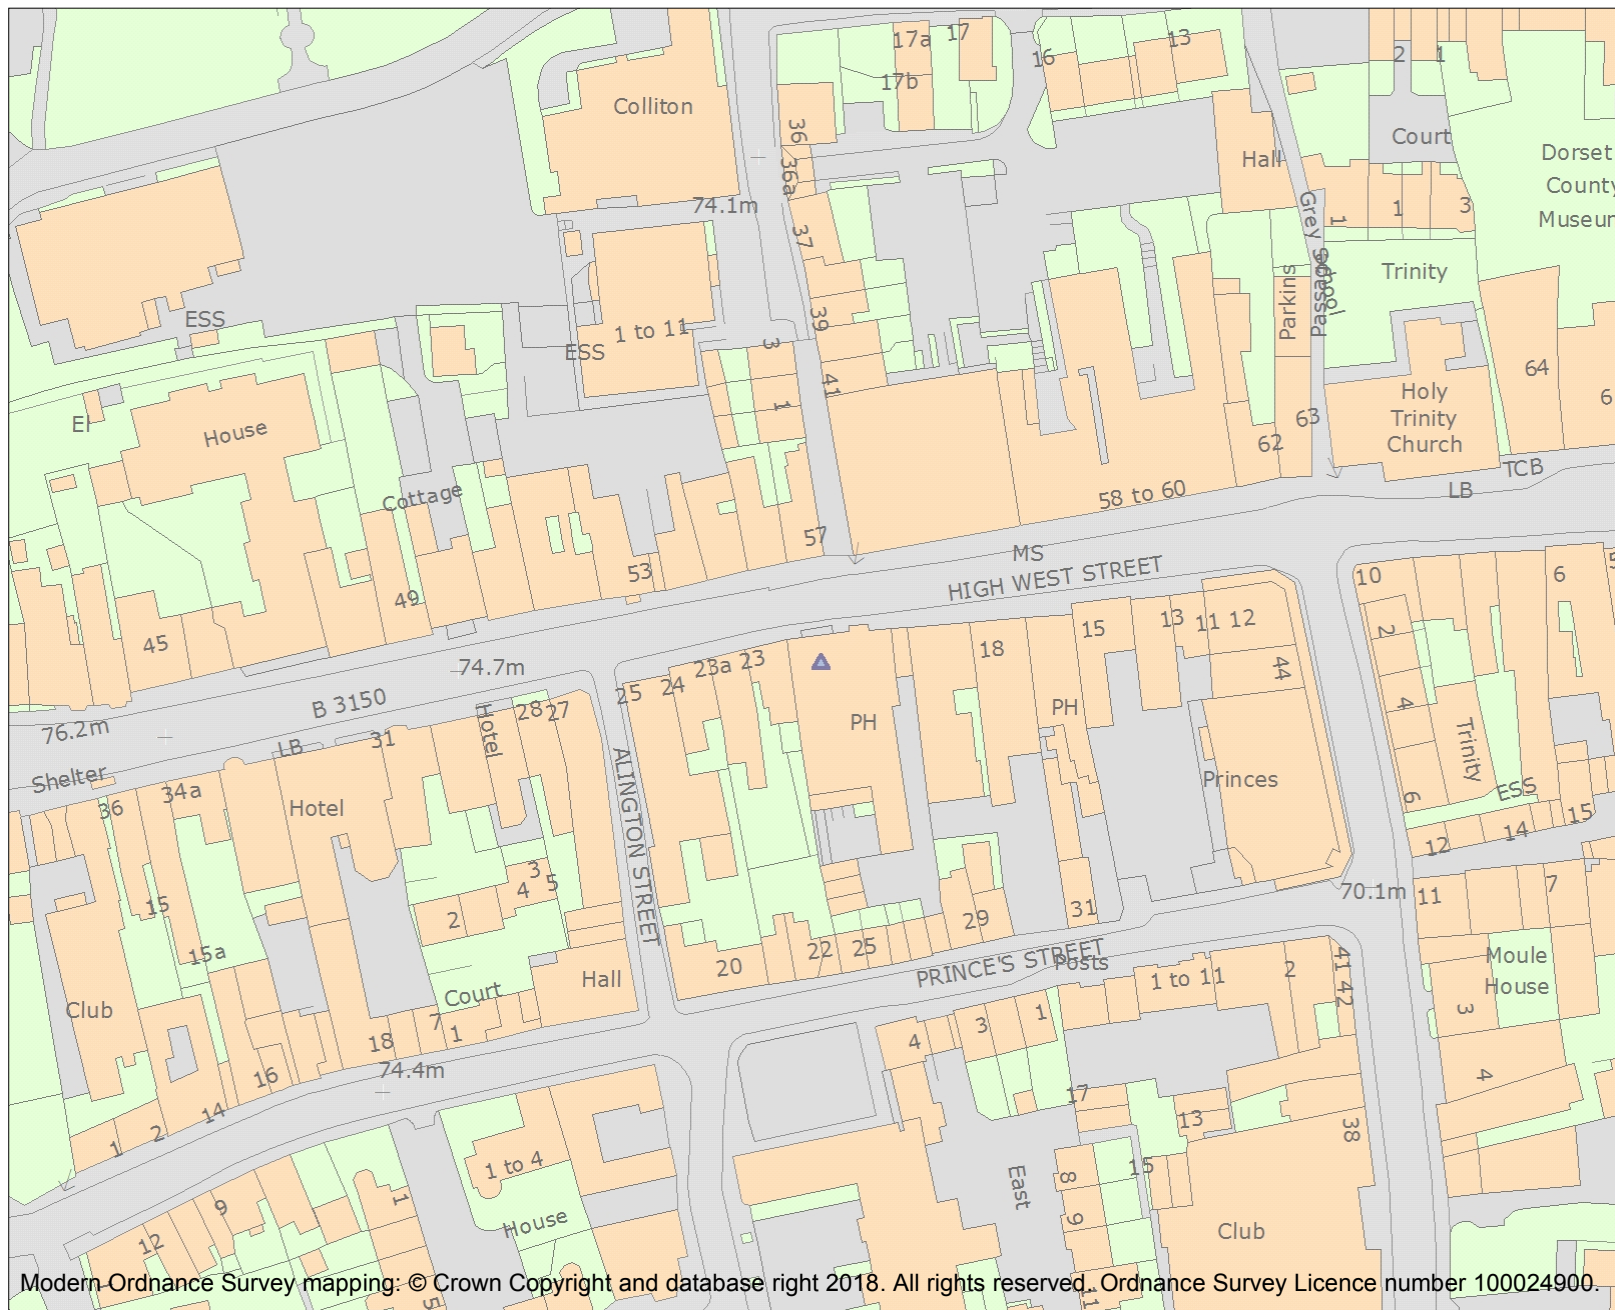 Colliton
17a
17
17b
16
13
2
1
Court
Dorset
County
Museum
36
36a
Hall
74.1m
37
Grey School
Passage
1
1
3
Trinity
ESS
1 to 11
ESS
39
3
41
1
Parkins
64
Holy
Trinity
Church
El
House
Cottage
63
62
6
TCB
LB
58 to 60
57
53
MS
HIGH WEST STREET
49
45
10
6
5
2
15
13
11
12
18
44
74.7m
23a
23
25
24
B 3150
76.2m
Hotel
28
27
PH
PH
4
Trinity
LB
31
Shelter
36
34a
Hotel
ALINGTON STREET
Princes
6
ESS
12
14
15
3
4
5
2
70.1m
11
7
15
15a
31
29
22
25
20
PRINCE'S STREET
Posts
Moule
House
Club
Court
Hall
1 to 11
2
41
42
3
18
7
1
4
3
1
16
74.4m
14
4
17
13
38
1
2
1 to 4
15
8
East
9
1
9
12
House
Club
11
5
Modern Ordnance Survey mapping: © Crown Copyright and database right 2018. All rights reserved. Ordnance Survey Licence number 100024900.